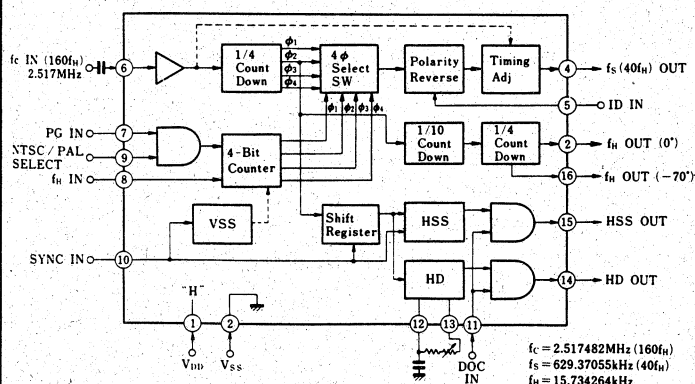 fc IN (160fH)
2.517MHz
6
1/4
Count
Down
ϕ1
ϕ2
ϕ3
ϕ4
4ϕ
Select
SW
Polarity
Reverse
Timing
Adj
4
fS (40fH) OUT
5
ID IN
ϕ1 ϕ2 ϕ3 ϕ4
PG IN
7
NTSC/PAL
SELECT
9
fH IN
8
4-Bit
Counter
1/10
Count
Down
1/4
Count
Down
2
fH OUT (0°)
16
fH OUT (-70°)
VSS
Shift
Register
HSS
15
HSS OUT
SYNC IN
10
HD
14
HD OUT
"H"
1
2
12
13
11
VDD
VSS
DOC
IN
fC=2.517482MHz (160fH)
fS=629.37055kHz (40fH)
fH=15.734264kHz